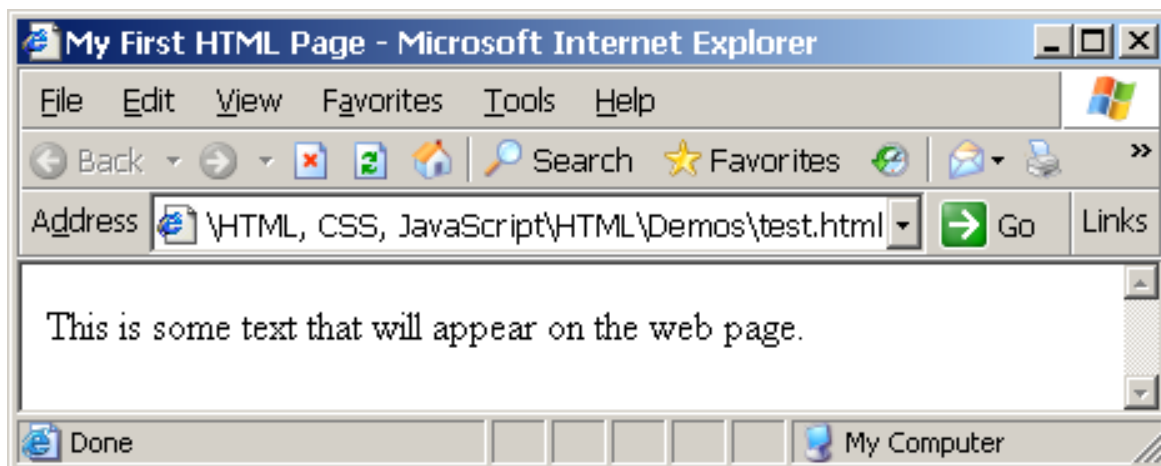 My First HTML Page - Microsoft Internet Explorer
File Edit View Favorites Tools Help
Back Search Favorites »
Address \HTML, CSS, JavaScript\HTML\Demos\test.html Go Links
This is some text that will appear on the web page.
Done My Computer